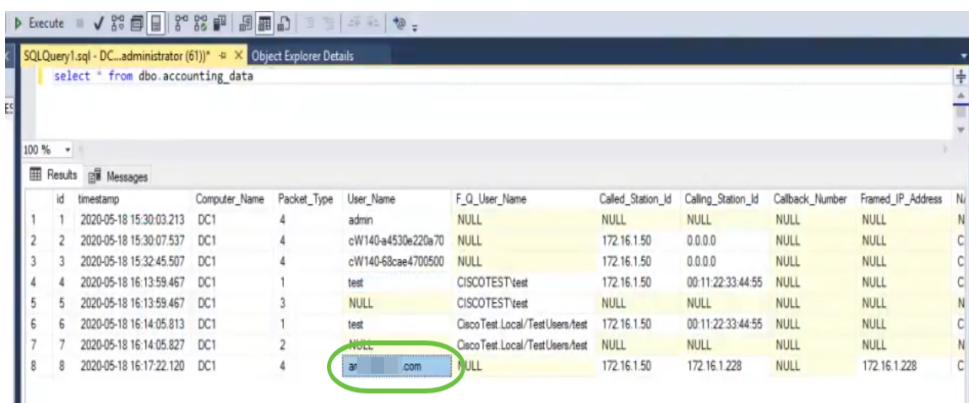 Execute
SQLQuery1.sql - DC...administrator (61))* Object Explorer Details
select * from dbo.accounting_data
ES
100 %
Results Messages
id timestamp Computer_Name Packet_Type User_Name F_Q_User_Name Called_Station_Id Calling_Station_Id Callback_Number Framed_IP_Address N
1 1 2020-05-18 15:30:03.213 DC1 4 admin NULL NULL NULL NULL NULL N
2 2 2020-05-18 15:30:07.537 DC1 4 cW140-a4530e220a70 NULL 172.16.1.50 0.0.0.0 NULL NULL C
3 3 2020-05-18 15:32:45.507 DC1 4 cW140-68cae4700500 NULL 172.16.1.50 0.0.0.0 NULL NULL C
4 4 2020-05-18 16:13:59.467 DC1 1 test CISCOTEST\test 172.16.1.50 00:11:22:33:44:55 NULL NULL C
5 5 2020-05-18 16:13:59.467 DC1 3 NULL CISCOTEST\test NULL NULL NULL NULL N
6 6 2020-05-18 16:14:05.813 DC1 1 test CiscoTest.Local/TestUsers/test 172.16.1.50 00:11:22:33:44:55 NULL NULL C
7 7 2020-05-18 16:14:05.827 DC1 2 NULL CiscoTest.Local/TestUsers/test NULL NULL NULL NULL N
8 8 2020-05-18 16:17:22.120 DC1 4 ar .com NULL 172.16.1.50 172.16.1.228 NULL 172.16.1.228 C